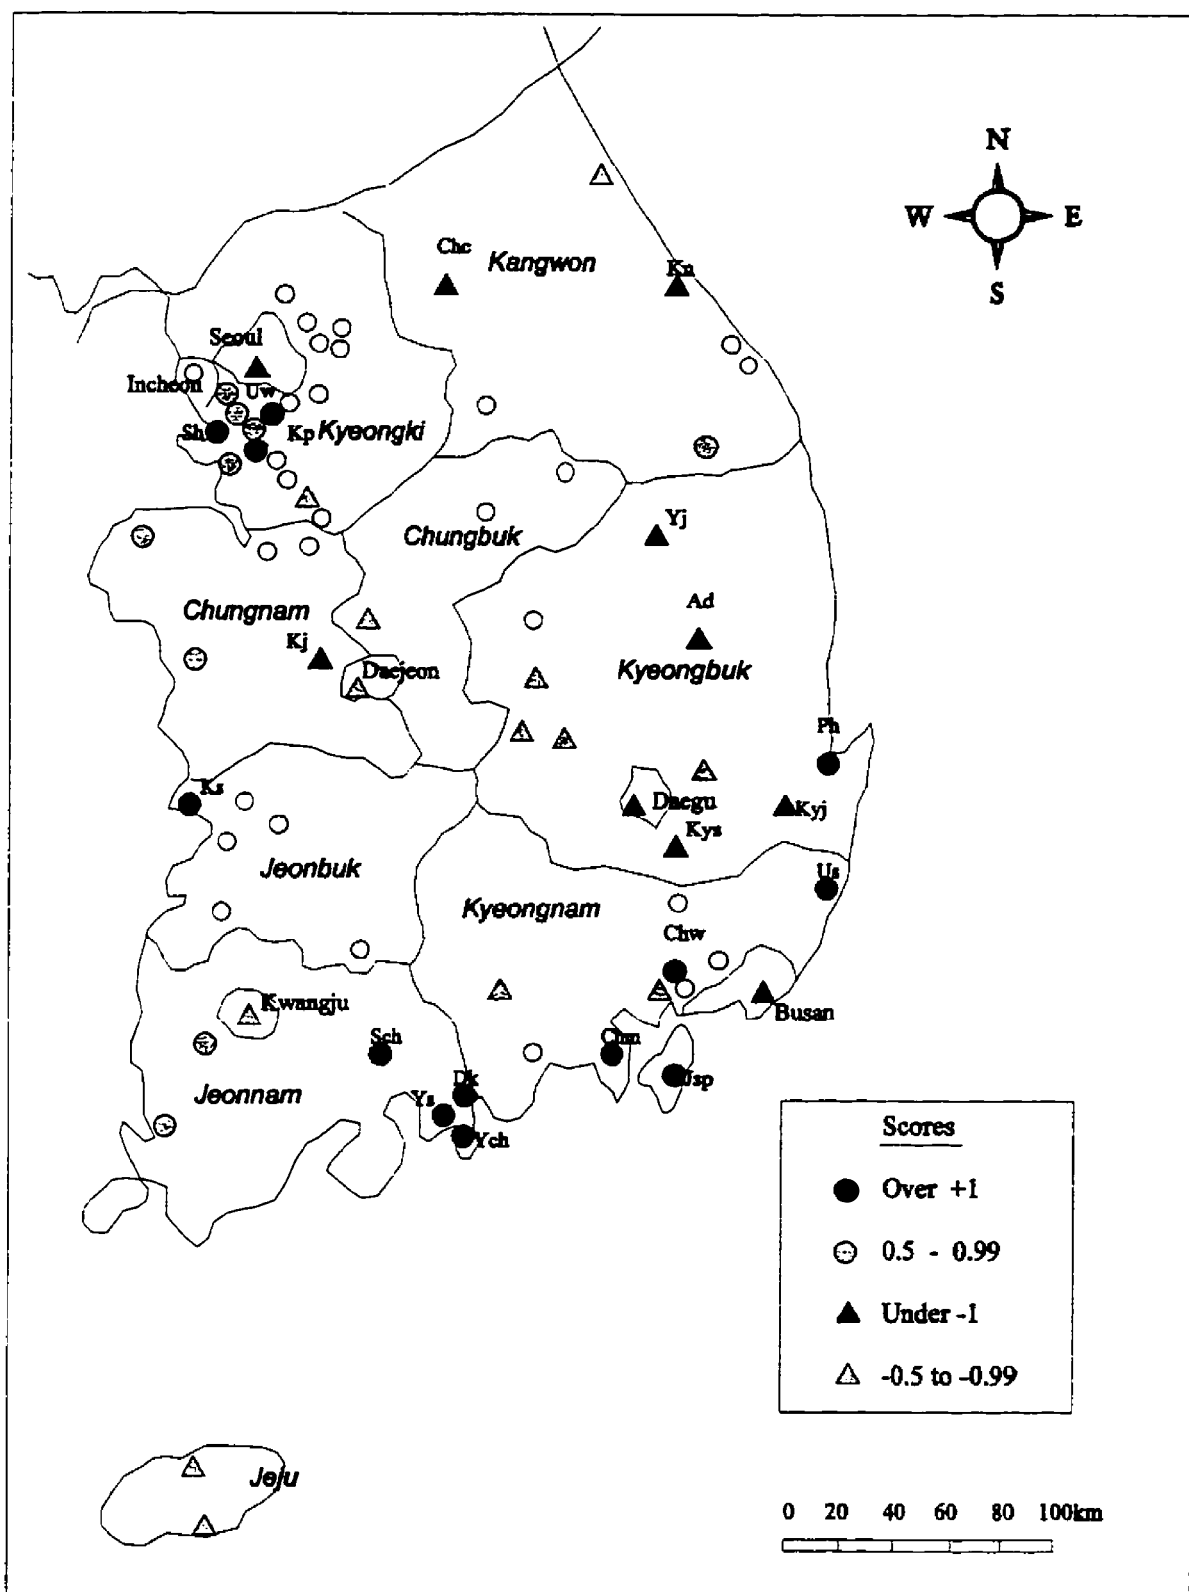 N
W E
S
Chc
Kangwon
Kn
Seoul
Incheon
Uw
Sh
Kp
Kyeongki
Yj
Chungbuk
Ad
Chungnam
Kj
Daejeon
Kyeongbuk
Ph
Ks
Daegu
Kyj
Kys
Jeonbuk
Us
Kyeongnam
Chw
Kwangju
Busan
Sch
Chm
Dk
Jsp
Jeonnam
Ys
Ych
Scores
Over +1
0.5 - 0.99
Under -1
-0.5 to -0.99
Jeju
0 20 40 60 80 100km